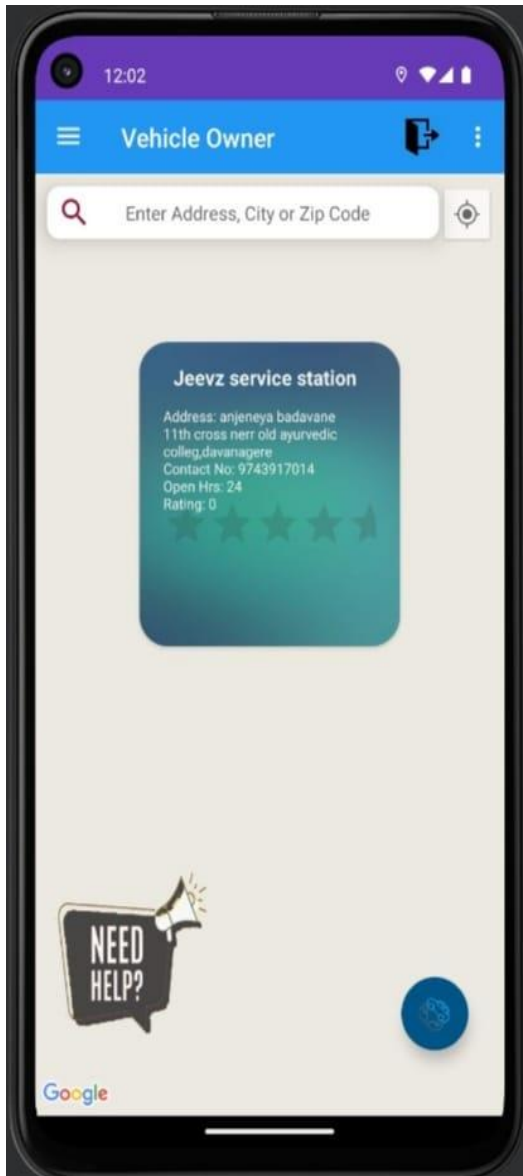 12:02
Vehicle Owner
Enter Address, City or Zip Code
Jeevz service station
Address: anjeneya badavane
11th cross nerr old ayurvedic
colleg,davanagere
Contact No: 9743917014
Open Hrs: 24
Rating: 0
NEED
HELP?
Google